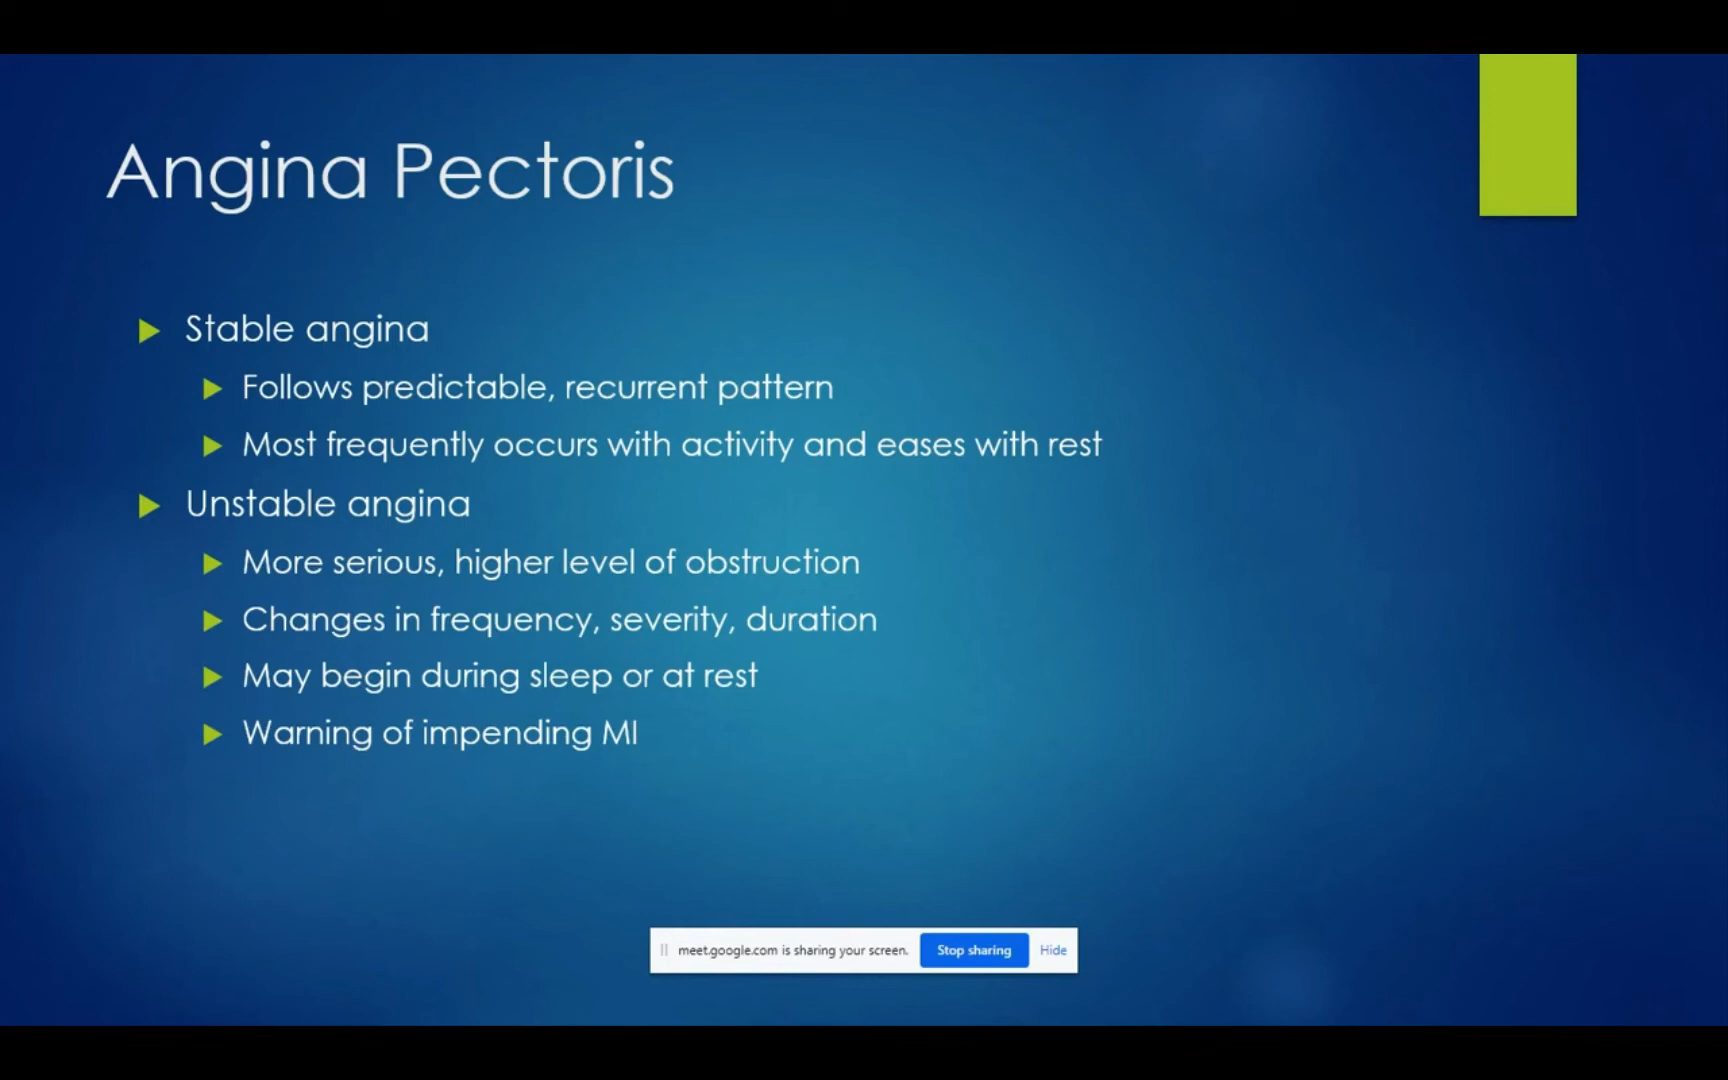 Angina Pectoris
Stable angina
Follows predictable, recurrent pattern
Most frequently occurs with activity and eases with rest
Unstable angina
More serious, higher level of obstruction
Changes in frequency, severity, duration
May begin during sleep or at rest
Warning of impending MI
meet.google.com is sharing your screen. Stop sharing Hide